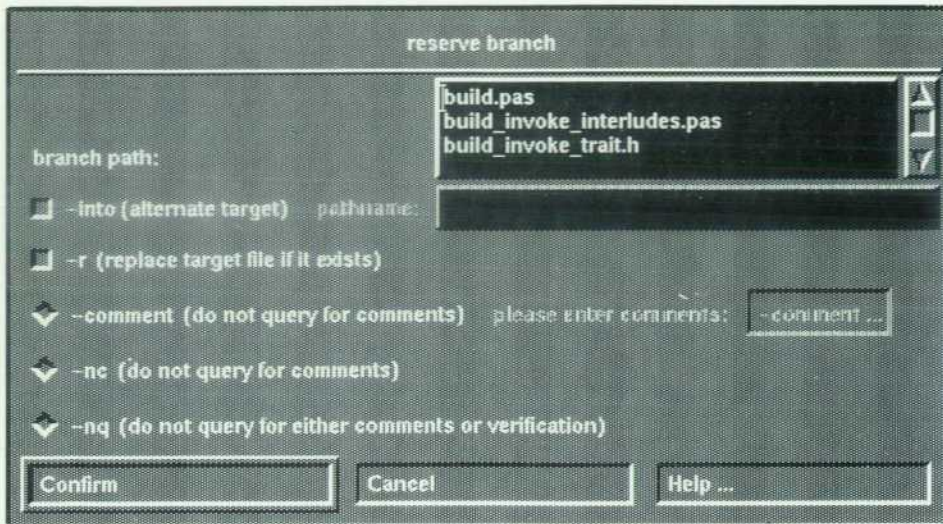 reserve branch
build.pas
build_invoke_interludes.pas
build_invoke_trait.h
branch path:
-into (alternate target) pathname:
-r (replace target file if it exists)
-comment (do not query for comments) please enter comments: -comment ...
-nc (do not query for comments)
-nq (do not query for either comments or verification)
Confirm Cancel Help ...